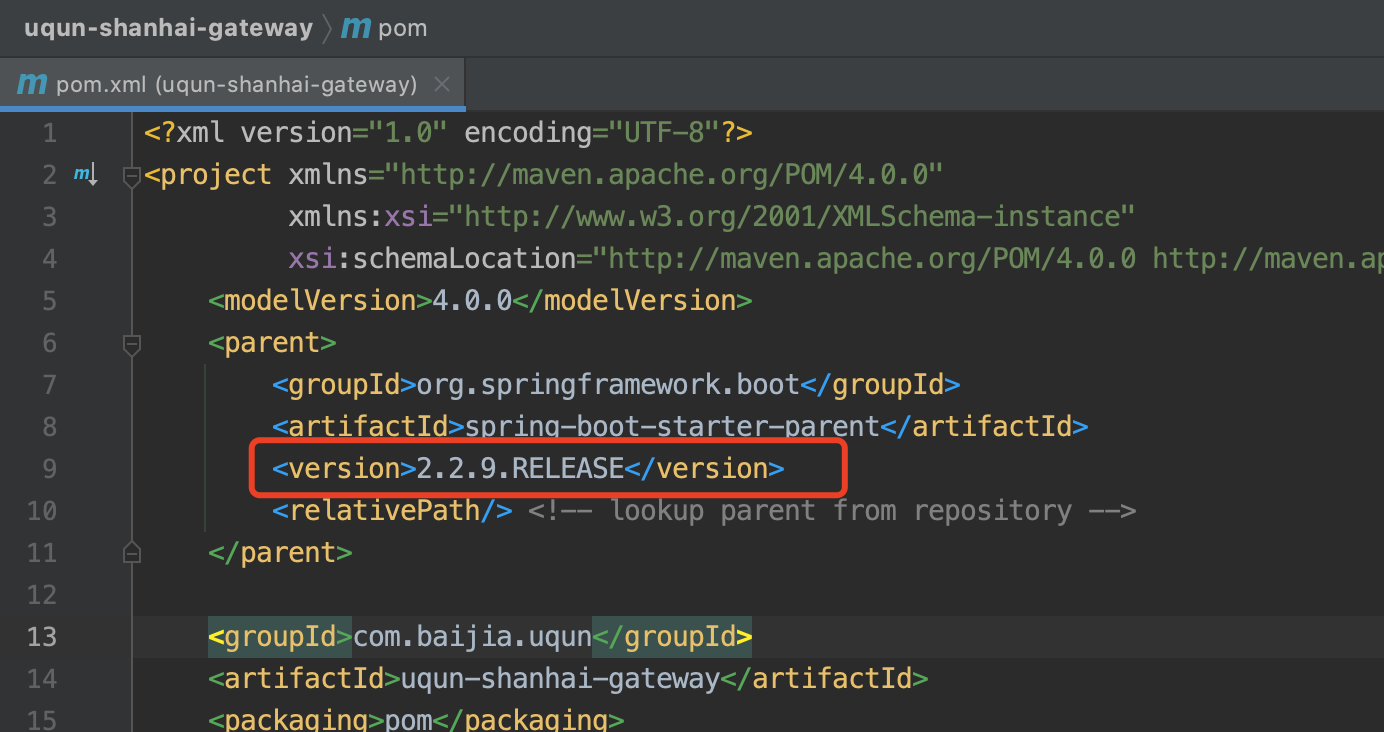 uqun-shanhai-gateway m pom
m pom.xml (uqun-shanhai-gateway)
1 <?xml version="1.0" encoding="UTF-8"?>
2 m <project xmlns="http://maven.apache.org/POM/4.0.0"
3 xmlns:xsi="http://www.w3.org/2001/XMLSchema-instance"
4 xsi:schemaLocation="http://maven.apache.org/POM/4.0.0 http://maven.ap
5 <modelVersion>4.0.0</modelVersion>
6 <parent>
7 <groupId>org.springframework.boot</groupId>
8 <artifactId>spring-boot-starter-parent</artifactId>
9 <version>2.2.9.RELEASE</version>
10 <relativePath/> <!-- lookup parent from repository -->
11 </parent>
12
13 <groupId>com.baijia.uqun</groupId>
14 <artifactId>uqun-shanhai-gateway</artifactId>
15 <packaging>pom</packaging>